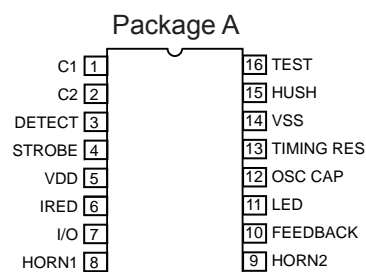 Package A
C1 1 16 TEST
C2 2 15 HUSH
DETECT 3 14 VSS
STROBE 4 13 TIMING RES
VDD 5 12 OSC CAP
IRED 6 11 LED
I/O 7 10 FEEDBACK
HORN1 8 9 HORN2